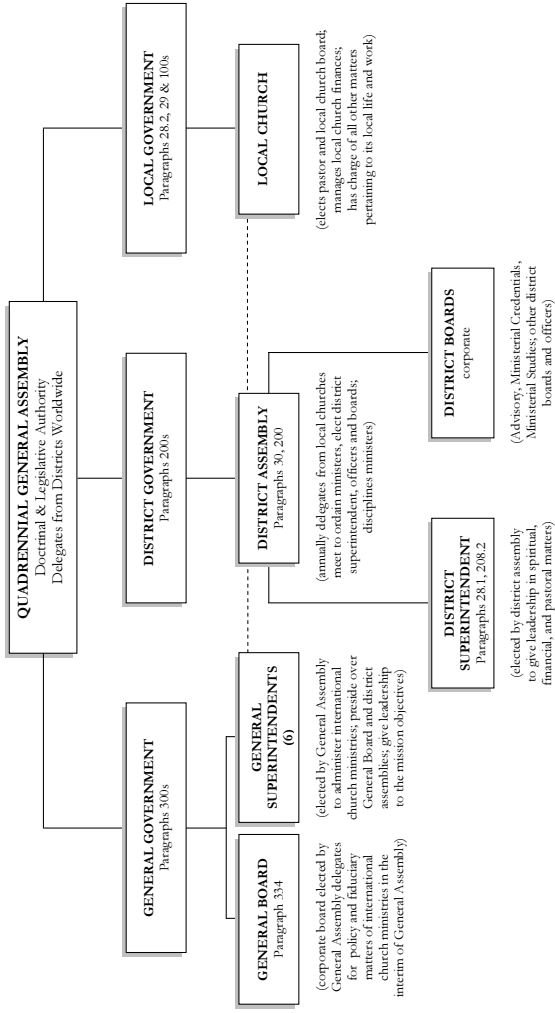 QUADRENNIAL GENERAL ASSEMBLY
Doctrinal & Legislative Authority
Delegates from Districts Worldwide
GENERAL GOVERNMENT
Paragraphs 300s
DISTRICT GOVERNMENT
Paragraphs 200s
LOCAL GOVERNMENT
Paragraphs 28.2, 29 & 100s
GENERAL BOARD
Paragraph 334
(corporate board elected by
General Assembly delegates
for policy and fiduciary
matters of international
church ministries in the
interim of General Assembly)
GENERAL
SUPERINTENDENTS
(6)
(elected by General Assembly
to administer international
church ministries; preside over
General Board and district
assemblies; give leadership
to the mission objectives)
DISTRICT ASSEMBLY
Paragraphs 30, 200
(annually delegates from local churches
meet to ordain ministers, elect district
superintendent, officers and boards;
disciplines ministers)
LOCAL CHURCH
(elects pastor and local church board;
manages local church finances;
has charge of all other matters
pertaining to its local life and work)
DISTRICT
SUPERINTENDENT
Paragraphs 28.1, 208.2
(elected by district assembly
to give leadership in spiritual,
financial, and pastoral matters)
DISTRICT BOARDS
corporate
(Advisory, Ministerial Credentials,
Ministerial Studies; other district
boards and officers)